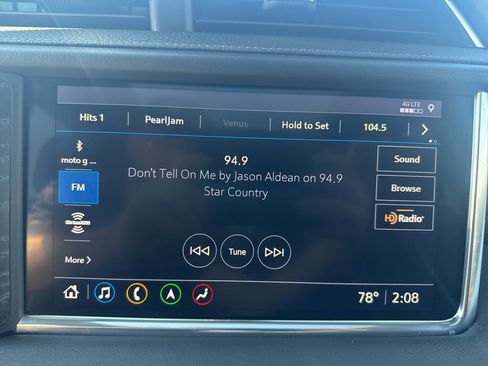 4G LTE
Hits 1
PearlJam
Venus
Hold to Set
104.5
moto g ...
94.9
Sound
Don't Tell On Me by Jason Aldean on 94.9
Star Country
FM
Browse
SiriusXM
HD Radio
Tune
More
78° 2:08